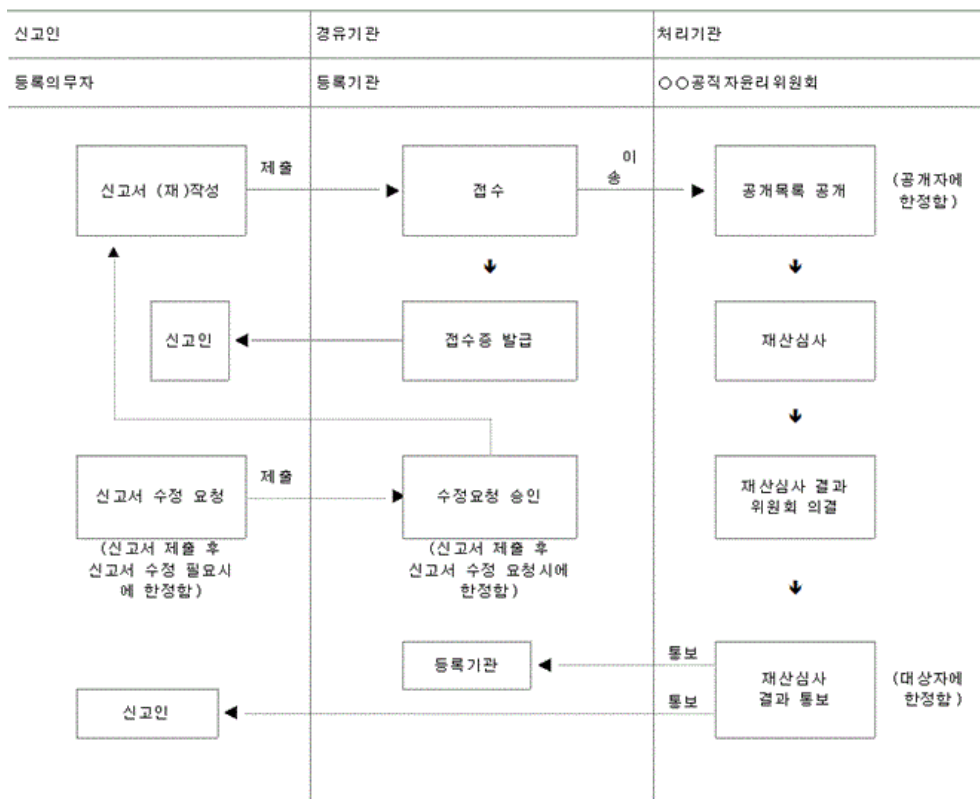 신고인
경유기관
처리기관
등록의무자
등록기관
○○공직자윤리위원회
신고서 (재)작성
제출
접수
이
송
공개목록 공개
(공개자에
한정함)
신고인
접수증 발급
재산심사
신고서 수정 요청
제출
수정요청 승인
재산심사 결과
위원회 의결
(신고서 제출 후
신고서 수정 필요시
에 한정함)
(신고서 제출 후
신고서 수정 요청시에
한정함)
등록기관
통보
재산심사
결과 통보
(대상자에
한정함)
신고인
통보